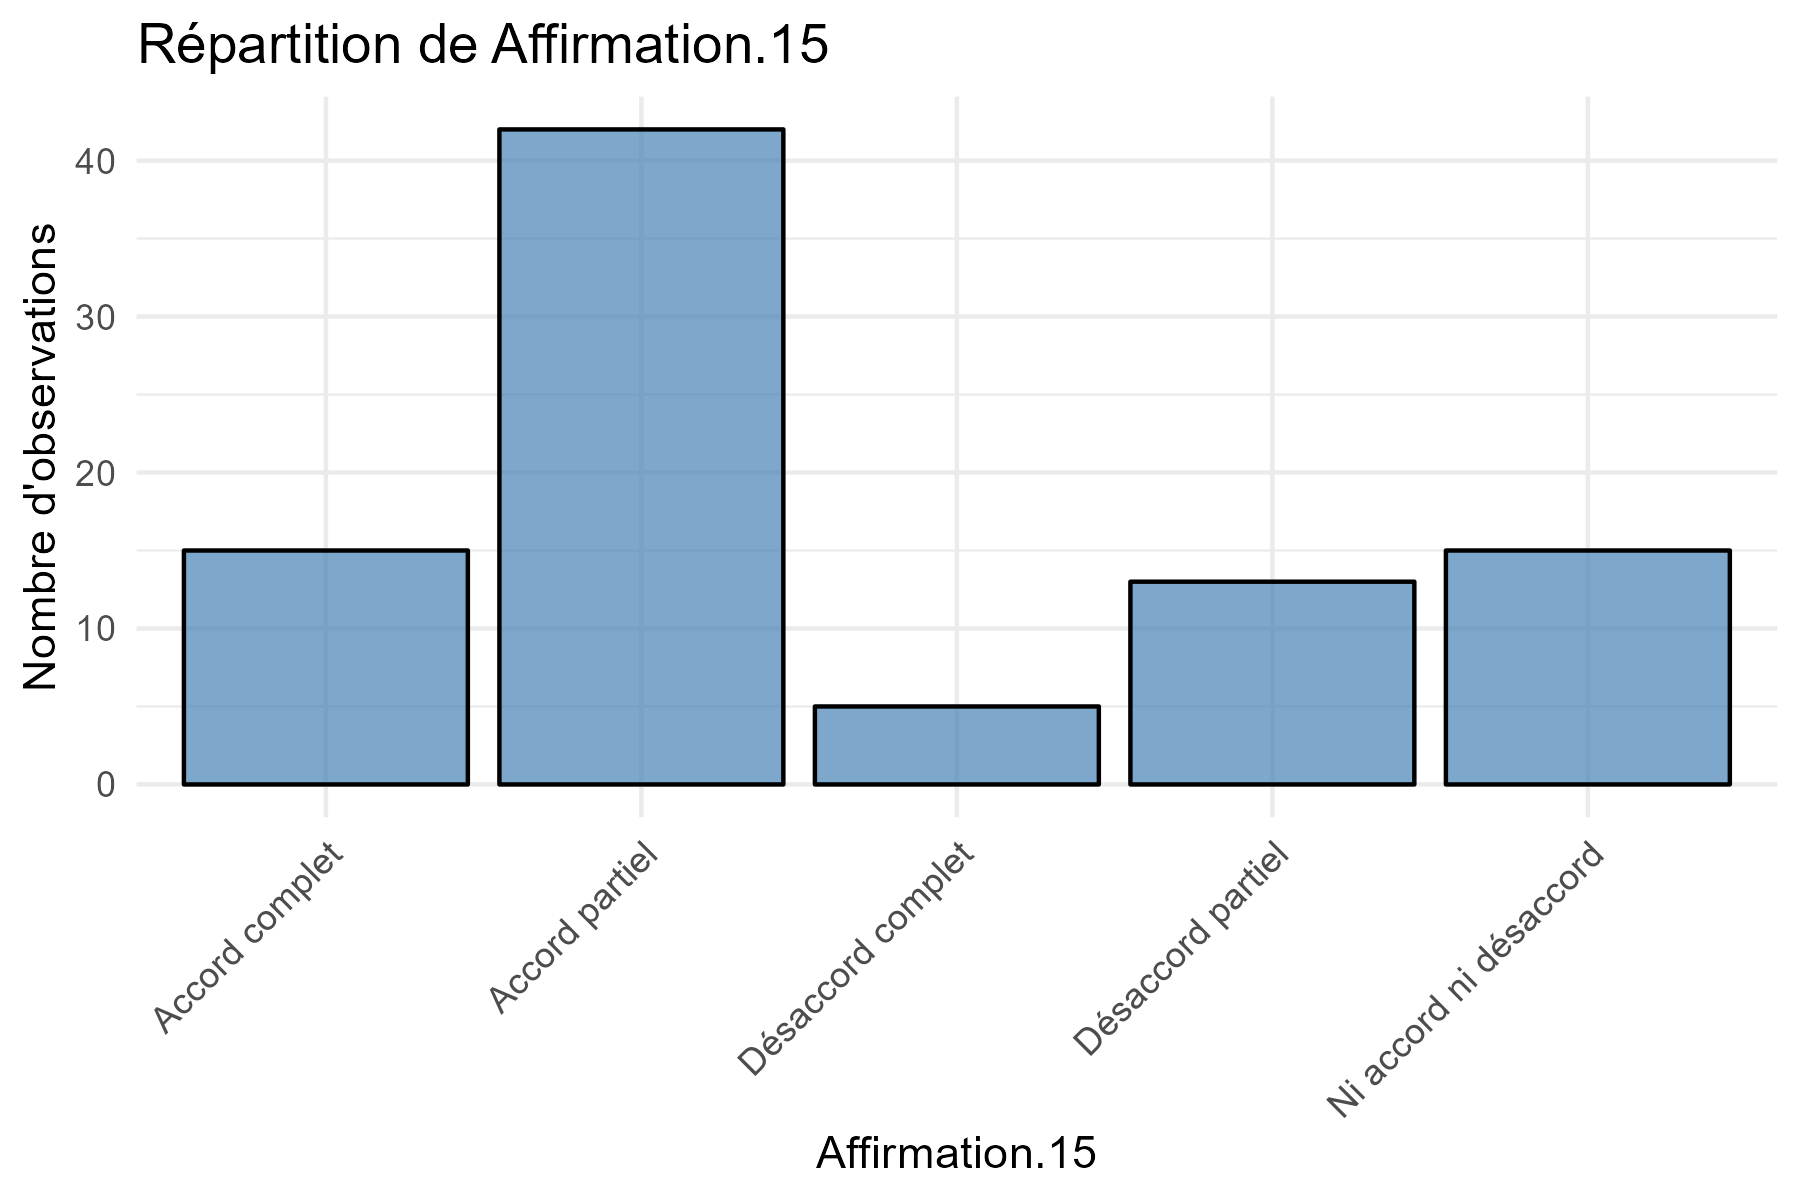 Répartition de Affirmation.15
Nombre d'observations
40
30
20
10
0
Accord complet
Accord partiel
Désaccord complet
Désaccord partiel
Ni accord ni désaccord
Affirmation.15